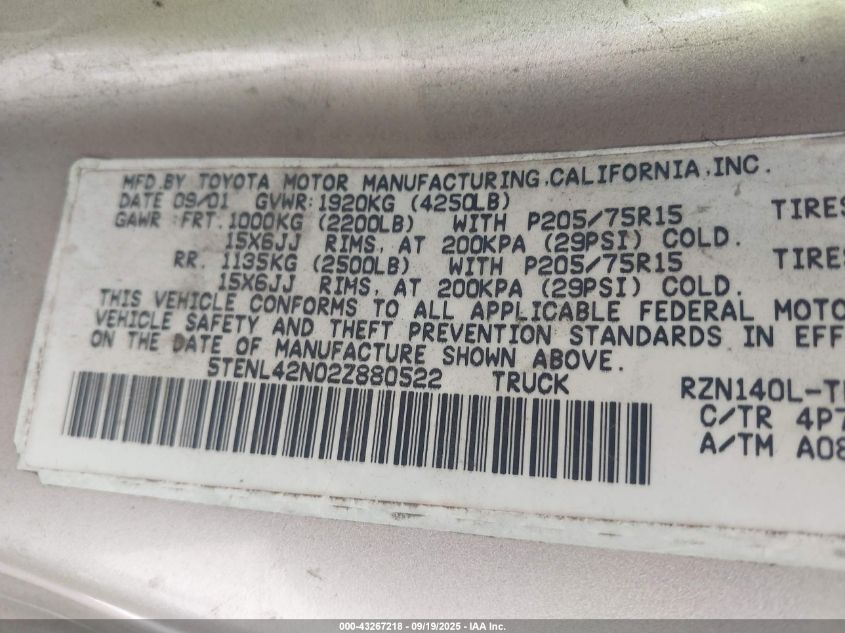 MFD.BY TOYOTA MOTOR MANUFACTURING.CALIFORNIA.INC.
DATE 09/01 GVWR:1920KG (4250LB)
GAWR:FRT.1000KG (2200LB) WITH P205/75R15 TIRES
15X6JJ RIMS, AT 200KPA (29PSI) COLD.
RR. 1135KG (2500LB) WITH P205/75R15 TIRE
15X6JJ RIMS, AT 200KPA (29PSI) COLD.
THIS VEHICLE CONFORMS TO ALL APPLICABLE FEDERAL MOTO
VEHICLE SAFETY AND THEFT PREVENTION STANDARDS IN EFF
ON THE DATE OF MANUFACTURE SHOWN ABOVE.
5TENL42N02Z880522 TRUCK RZN140L-T
C/TR 4P7
A/TM A08
000-43267218 - 09/19/2025 - IAA Inc.